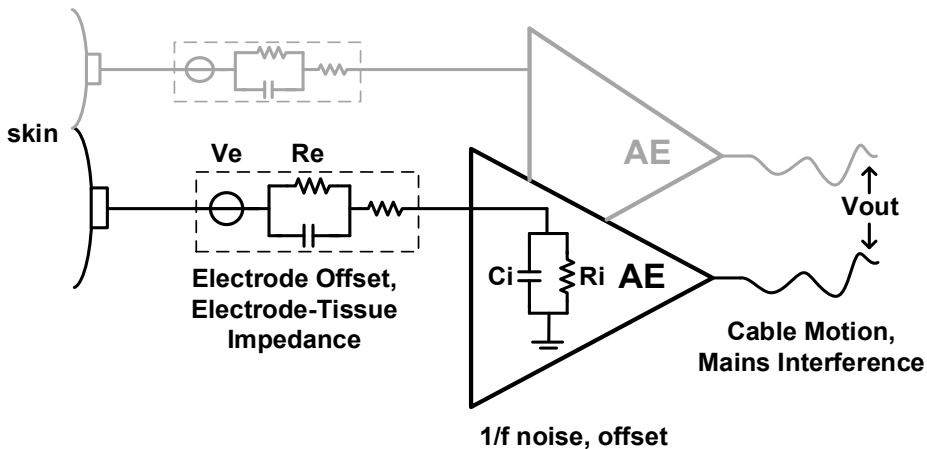 AE
skin
Ve
Re
AE
Vout
Ci
Ri
Electrode Offset,
Electrode-Tissue
Impedance
Cable Motion,
Mains Interference
1/f noise, offset